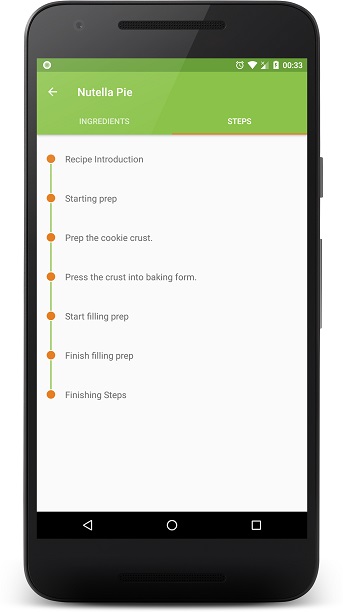 00:33
Nutella Pie
INGREDIENTS
STEPS
Recipe Introduction
Starting prep
Prep the cookie crust.
Press the crust into baking form.
Start filling prep
Finish filling prep
Finishing Steps